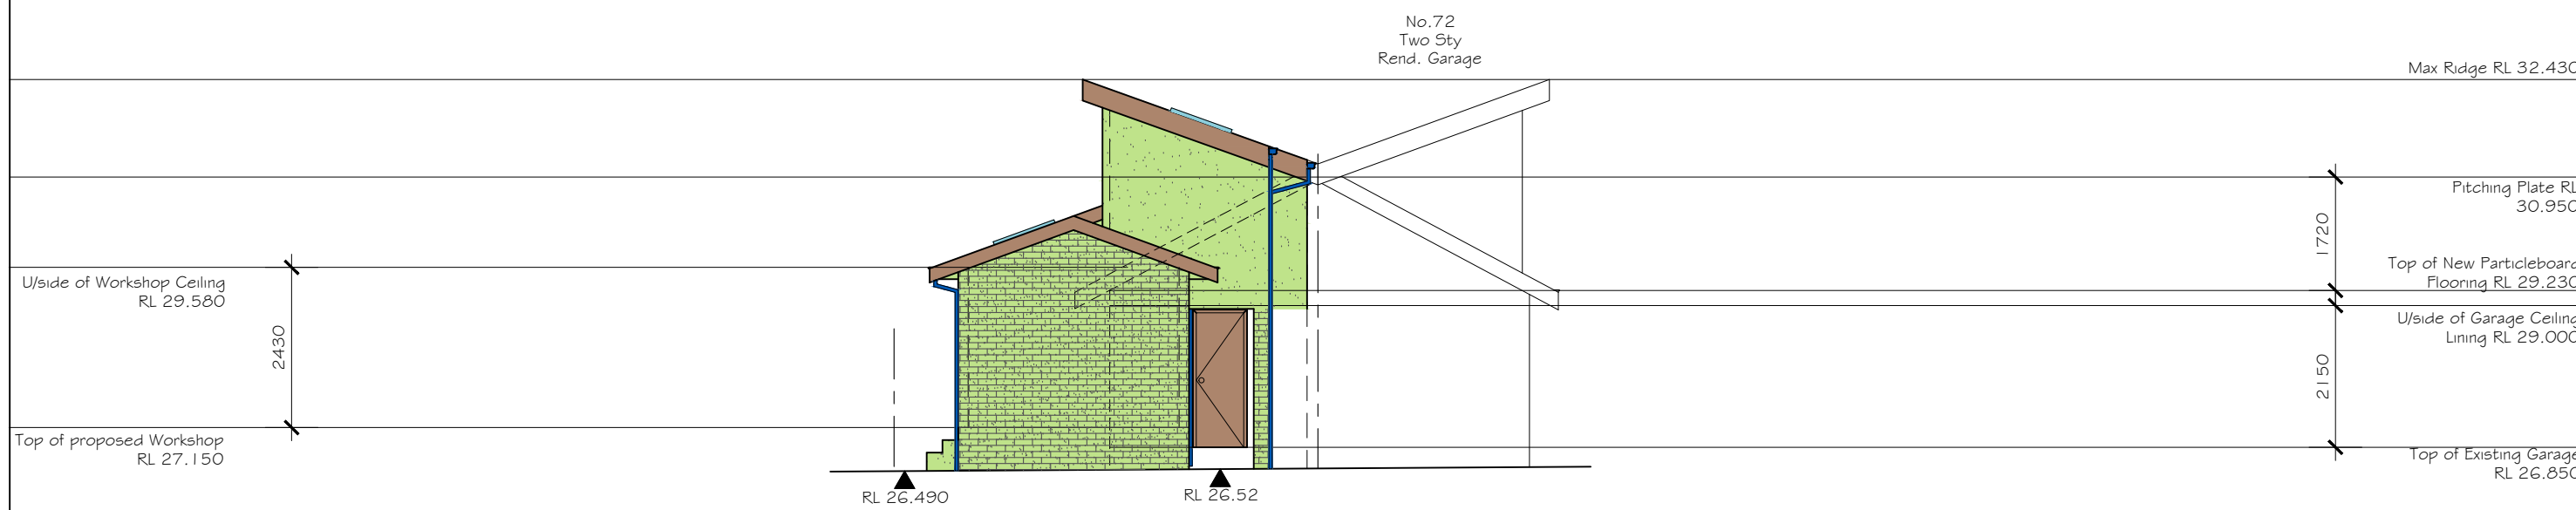 No.72
Two Sty
Rend. Garage
Max Ridge RL 32.430
Pitching Plate RL
30.950
1720
Top of New Particleboard
Flooring RL 29.230
U/side of Workshop Ceiling
RL 29.580
U/side of Garage Ceiling
Lining RL 29.000
2430
2150
Top of proposed Workshop
RL 27.150
Top of Existing Garage
RL 26.850
RL 26.490
RL 26.52